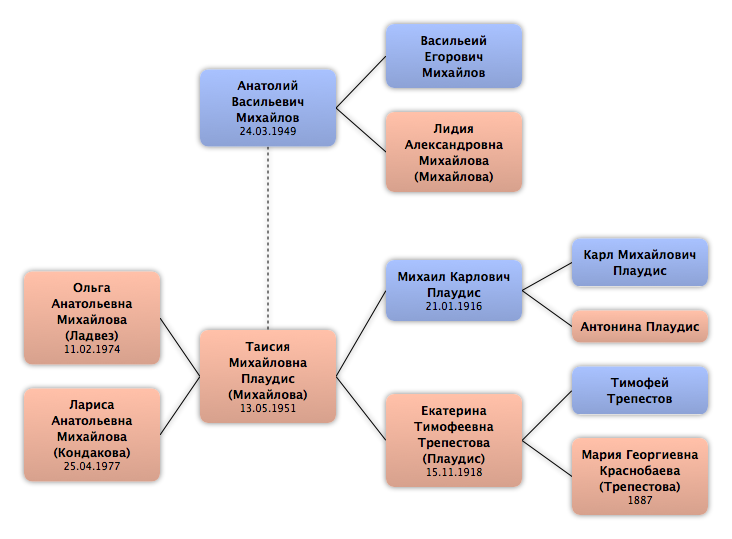 Васильеий
Егорович
Михайлов
Анатолий
Васильевич
Михайлов
24.03.1949
Лидия
Александровна
Михайлова
(Михайлова)
Карл Михайлович
Плаудис
Михаил Карлович
Плаудис
21.01.1916
Антонина Плаудис
Ольга
Анатольевна
Михайлова
(Ладвез)
11.02.1974
Таисия
Михайловна
Плаудис
(Михайлова)
13.05.1951
Тимофей
Трепестов
Лариса
Анатольевна
Михайлова
(Кондакова)
25.04.1977
Екатерина
Тимофеевна
Трепестова
(Плаудис)
15.11.1918
Мария Георгиевна
Краснобаева
(Трепестова)
1887